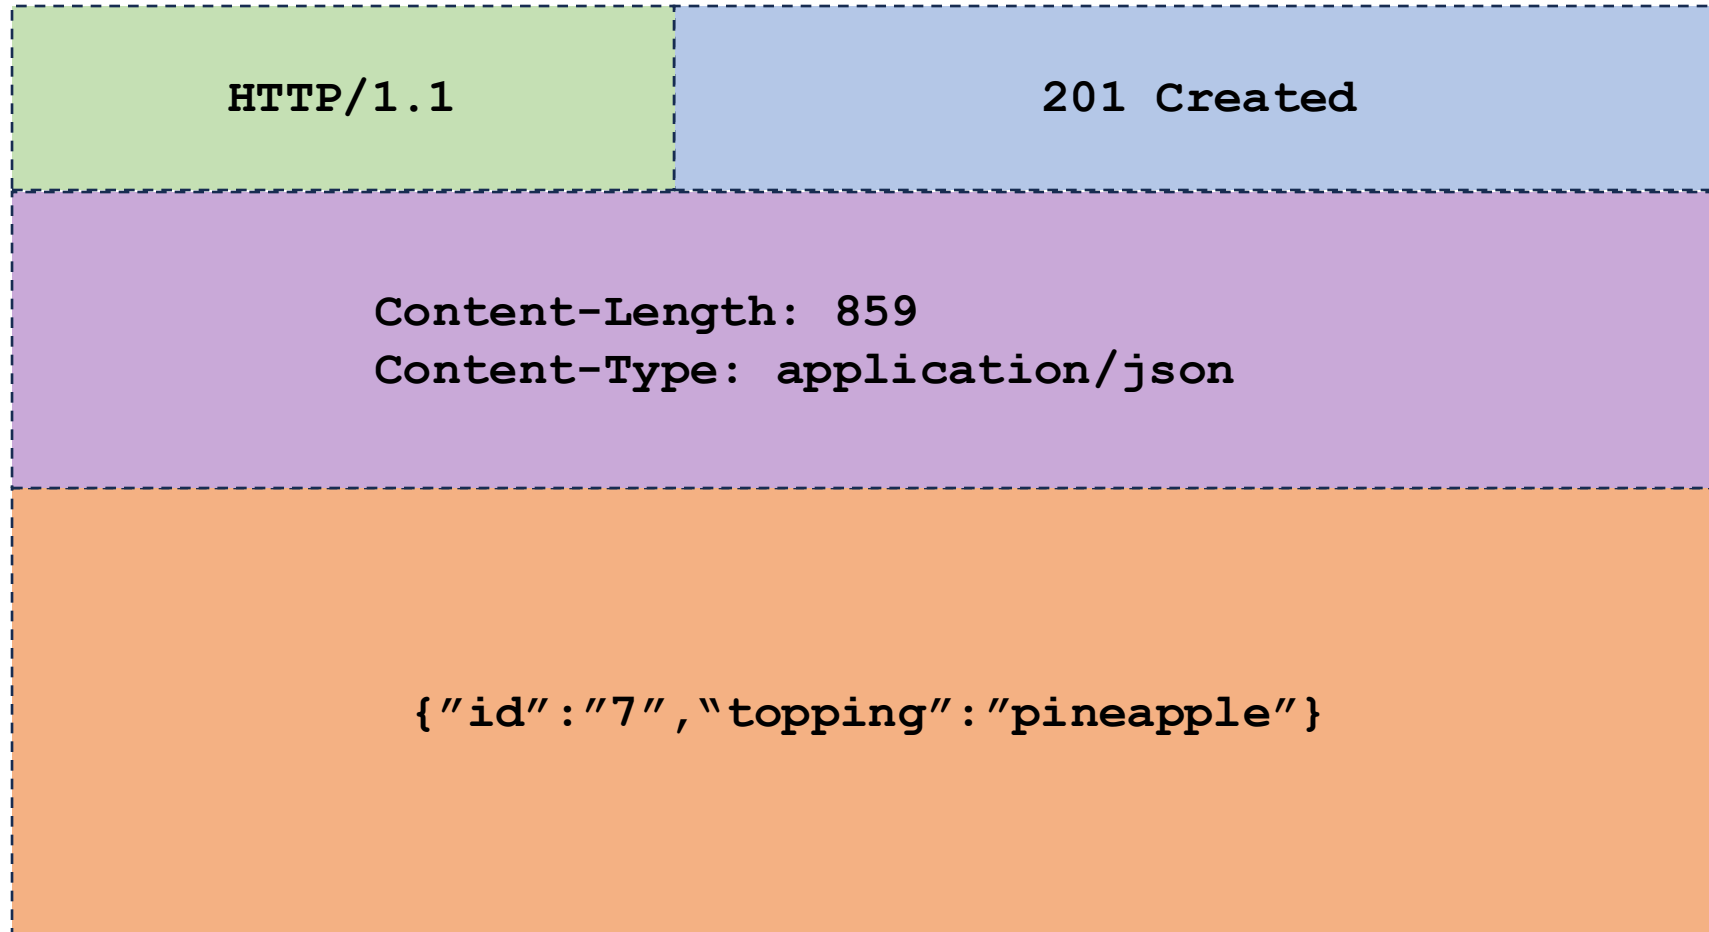 HTTP/1.1
201 Created
Content-Length: 859
Content-Type: application/json
{”id”:”7”,“topping”:”pineapple”}